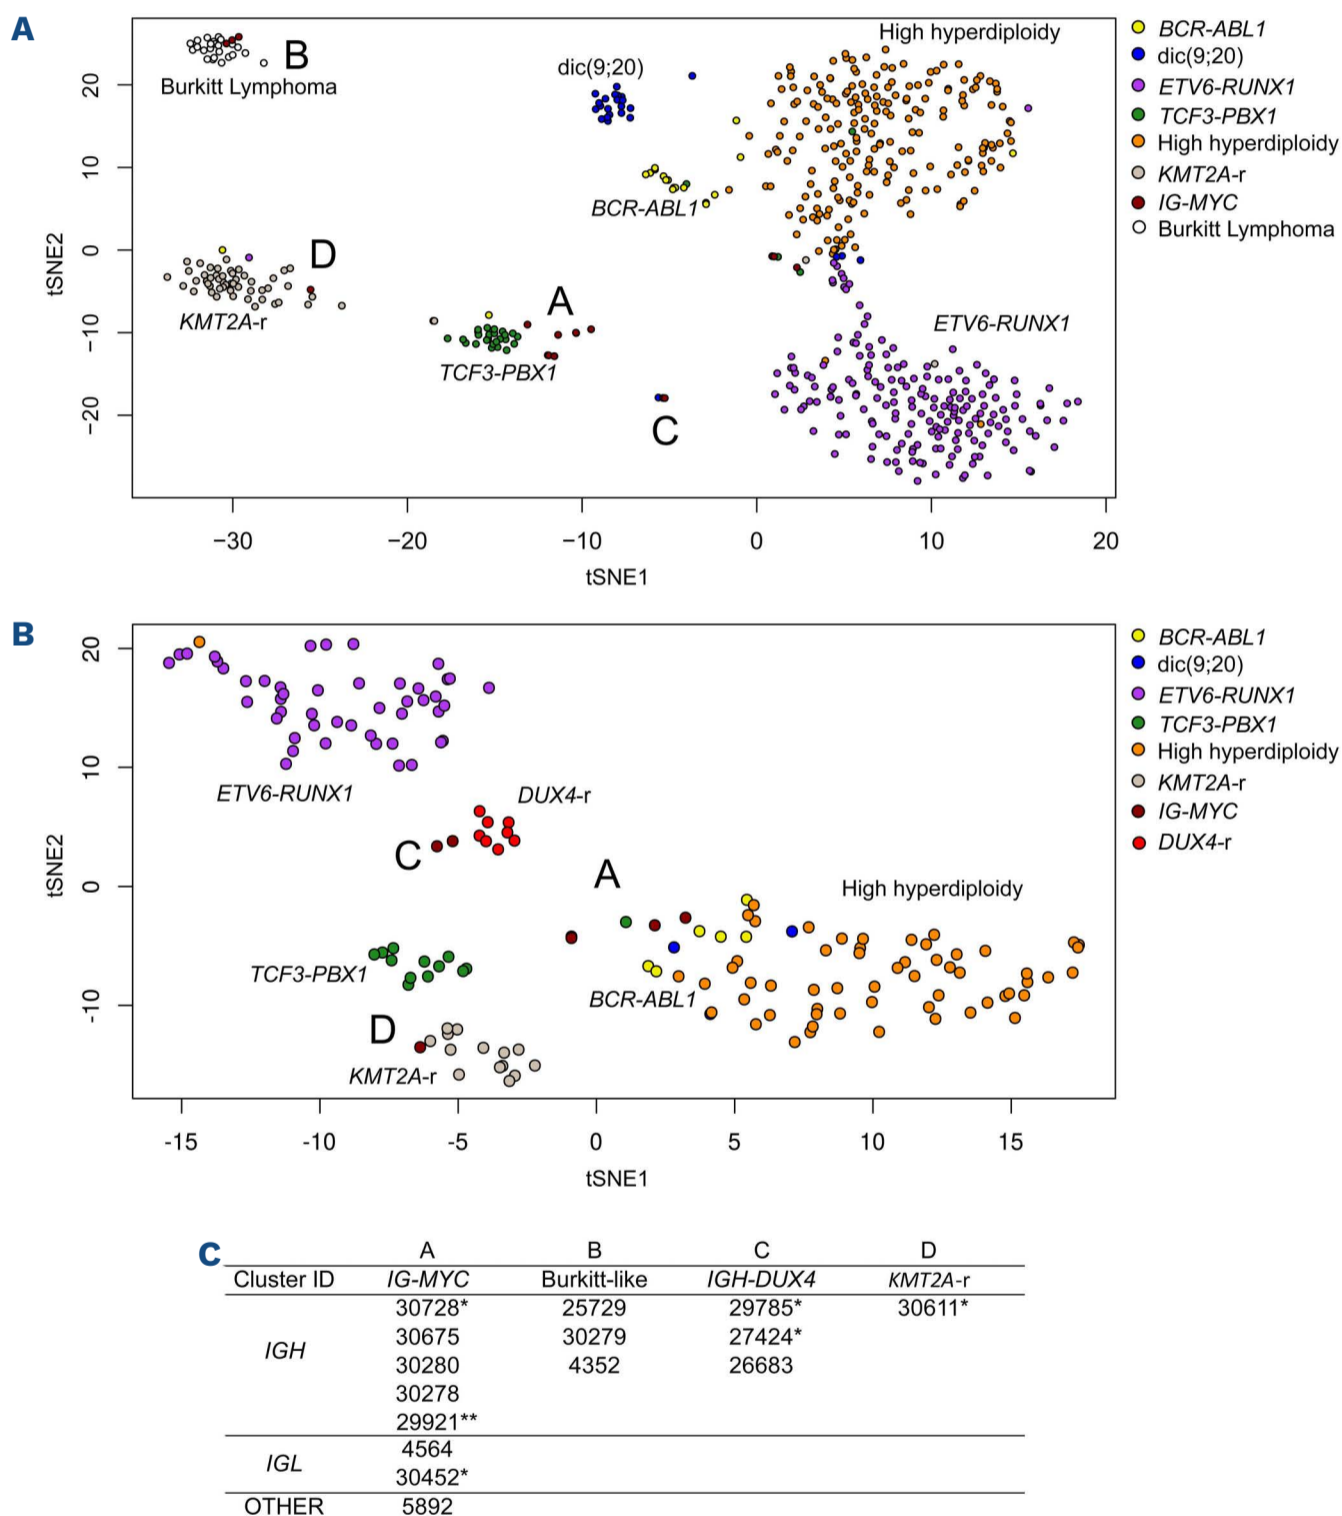 A
High hyperdiploidy
B
Burkitt Lymphoma
dic(9;20)
BCR-ABL1
D
KMT2A-r
A
TCF3-PBX1
C
ETV6-RUNX1
BCR-ABL1
dic(9;20)
ETV6-RUNX1
TCF3-PBX1
High hyperdiploidy
KMT2A-r
IG-MYC
Burkitt Lymphoma
20
10
0
−10
−20
tSNE2
−30
−20
−10
0
10
20
tSNE1
B
ETV6-RUNX1
DUX4-r
C
A
High hyperdiploidy
TCF3-PBX1
BCR-ABL1
D
KMT2A-r
BCR-ABL1
dic(9;20)
ETV6-RUNX1
TCF3-PBX1
High hyperdiploidy
KMT2A-r
IG-MYC
DUX4-r
20
10
0
-10
tSNE2
-15
-10
-5
0
5
10
15
tSNE1
C
A B C D
Cluster ID IG-MYC Burkitt-like IGH-DUX4 KMT2A-r
30728* 25729 29785* 30611*
30675 30279 27424*
IGH
30280 4352 26683
30278
29921**
4564
IGL
30452*
OTHER 5892